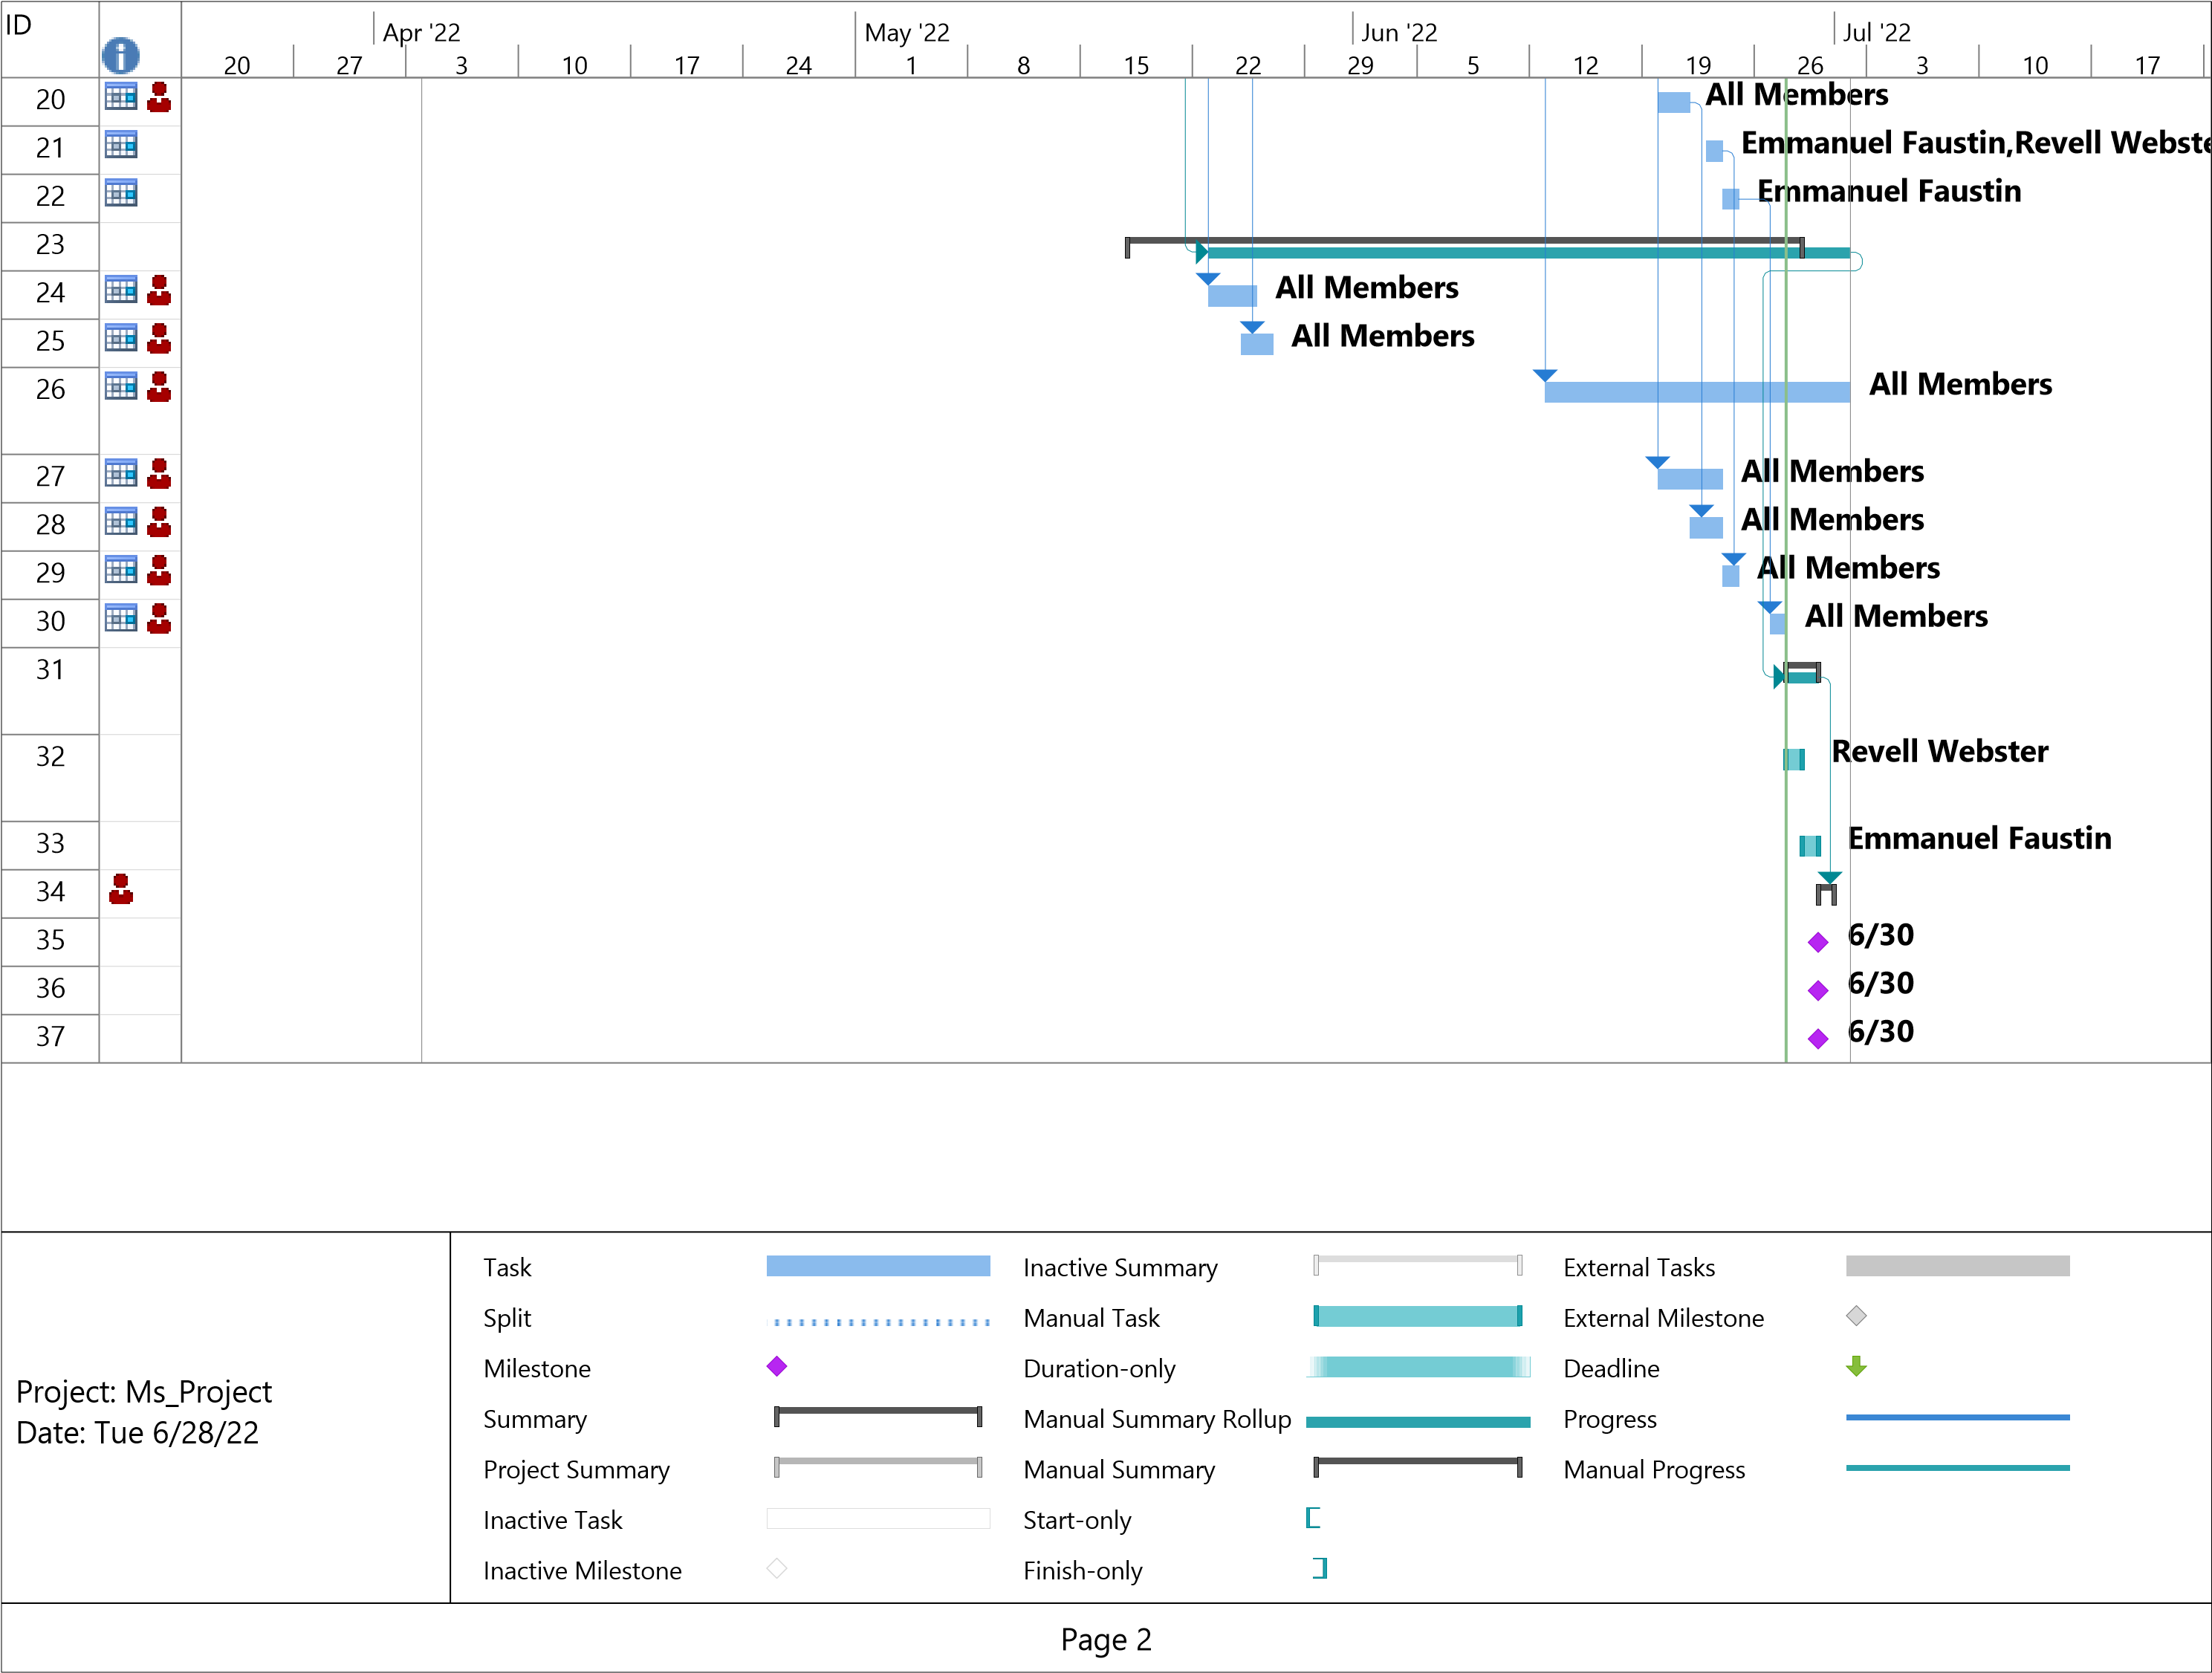 ID
Apr '22 May '22 Jun '22 Jul '22
20 27 3 10 17 24 1 8 15 22 29 5 12 19 26 3 10 17
20 All Members
21 Emmanuel Faustin,Revell Webste
22 Emmanuel Faustin
23
24 All Members
25 All Members
26 All Members
27 All Members
28 All Members
29 All Members
30 All Members
31
32 Revell Webster
33 Emmanuel Faustin
34
35 6/30
36 6/30
37 6/30
Project: Ms_Project
Date: Tue 6/28/22
Task
Split
Milestone
Summary
Project Summary
Inactive Task
Inactive Milestone
Inactive Summary
Manual Task
Duration-only
Manual Summary Rollup
Manual Summary
Start-only
Finish-only
External Tasks
External Milestone
Deadline
Progress
Manual Progress
Page 2